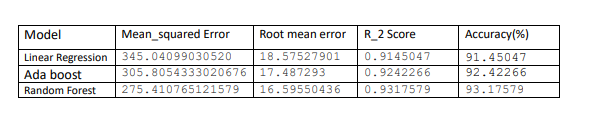 Model Mean_squared Error Root mean error R_2 Score Accuracy(%)
Linear Regression 345.04099030520 18.57527901 0.9145047 91.45047
Ada boost 305.8054333020676 17.487293 0.9242266 92.42266
Random Forest 275.410765121579 16.59550436 0.9317579 93.17579